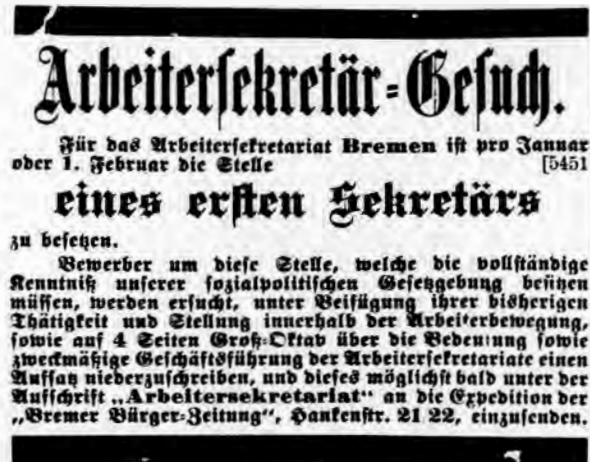 Arbeiterſekretär-Geſuch.
Für das Arbeiterſekretariat Bremen iſt pro Januar
oder 1. Februar die Stelle [5451
eines erſten Sekretärs
zu beſetzen.
Bewerber um dieſe Stelle, welche die vollſtändige
Kenntniß unſerer ſozialpolitiſchen Geſetzgebung beſitzen
müſſen, werden erſucht, unter Beifügung ihrer bisherigen
Thätigkeit und Stellung innerhalb der Arbeiterbewegung,
ſowie auf 4 Seiten Groß-Oktav über die Bedeutung ſowie
zweckmäßige Geſchäftsführung der Arbeiterſekretariate einen
Aufſatz niederzuſchreiben, und dieſes möglichſt bald unter der
Aufſchrift „Arbeitersekretariat“ an die Expedition der
„Bremer Bürger-Zeitung“, Hankenſtr. 21 22, einzuſenden.